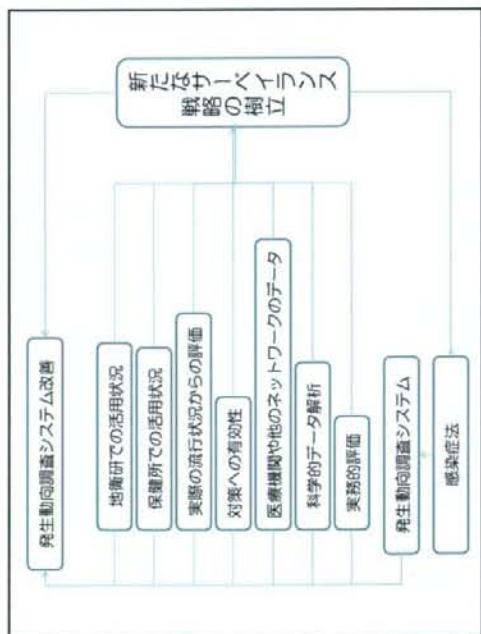 新たなサーベイランス
戦略の樹立
発生動向調査システム改善
地衛研での活用状況
保健所での活用状況
実際の流行状況からの評価
対策への有効性
医療機関や他のネットワークのデータ
科学的データ解析
実務的評価
発生動向調査システム
感染症法